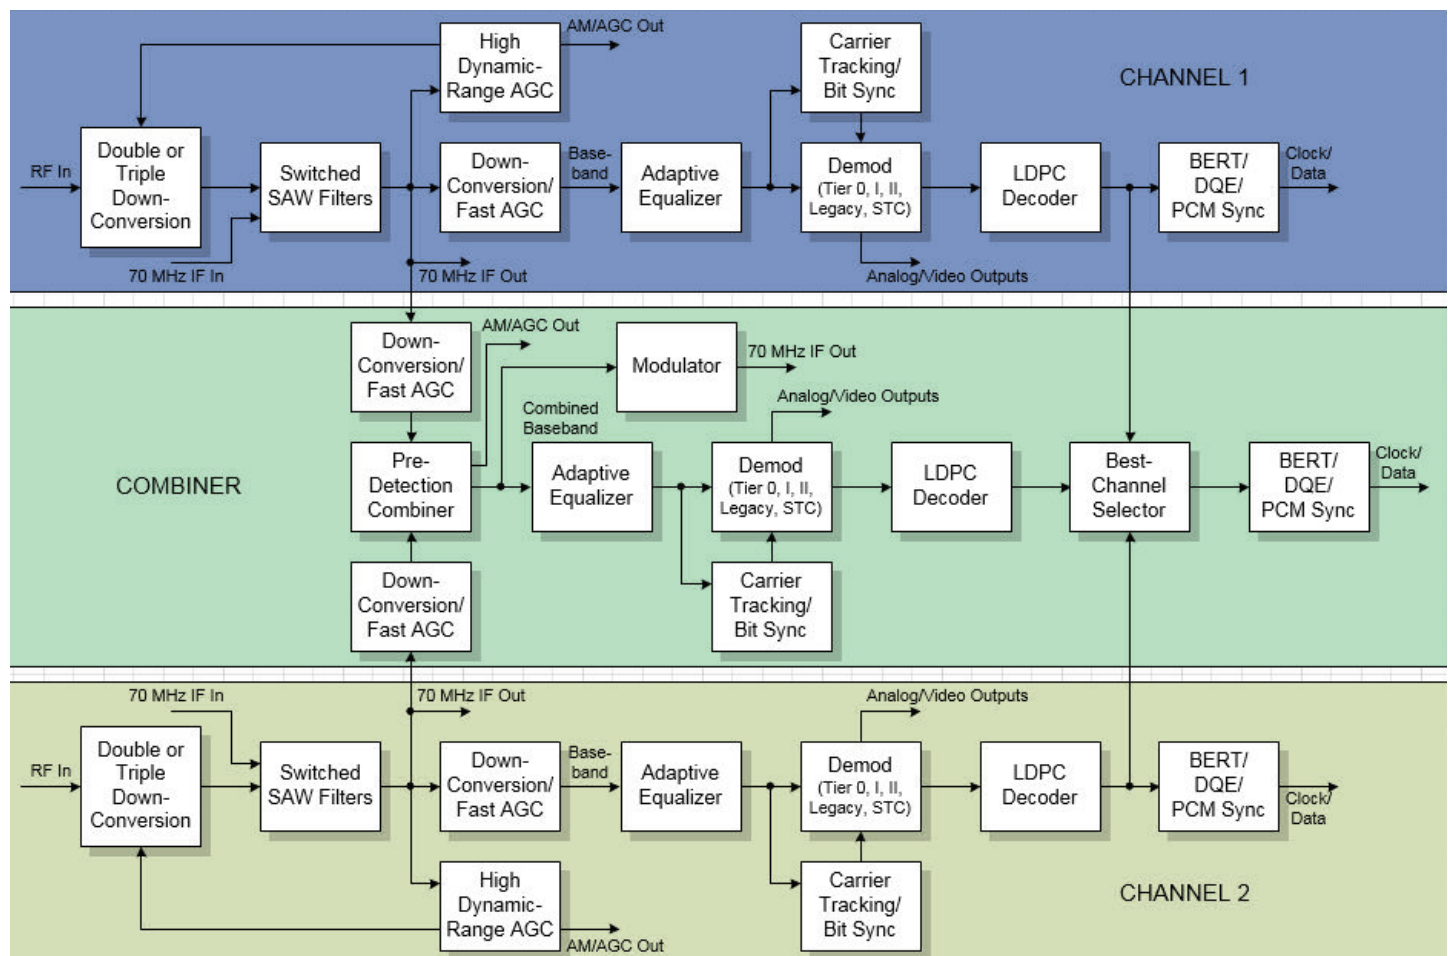 AM/AGC Out
High
Dynamic-
Range AGC
Carrier
Tracking/
Bit Sync
CHANNEL 1
RF In
Double or
Triple
Down-
Conversion
Switched
SAW Filters
Down-
Conversion/
Fast AGC
Base-
band
Adaptive
Equalizer
Demod
(Tier 0, I, II,
Legacy, STC)
LDPC
Decoder
BERT/
DQE/
PCM Sync
Clock/
Data
70 MHz IF In
70 MHz IF Out
Analog/Video Outputs
Down-
Conversion/
Fast AGC
AM/AGC Out
Modulator
70 MHz IF Out
Analog/Video Outputs
Combined
Baseband
COMBINER
Pre-
Detection
Combiner
Adaptive
Equalizer
Demod
(Tier 0, I, II,
Legacy, STC)
LDPC
Decoder
Best-
Channel
Selector
BERT/
DQE/
PCM Sync
Clock/
Data
Down-
Conversion/
Fast AGC
Carrier
Tracking/
Bit Sync
70 MHz IF In
70 MHz IF Out
Analog/Video Outputs
RF In
Double or
Triple
Down-
Conversion
Switched
SAW Filters
Down-
Conversion/
Fast AGC
Base-
band
Adaptive
Equalizer
Demod
(Tier 0, I, II,
Legacy, STC)
LDPC
Decoder
BERT/
DQE/
PCM Sync
Clock/
Data
High
Dynamic-
Range AGC
AM/AGC Out
Carrier
Tracking/
Bit Sync
CHANNEL 2